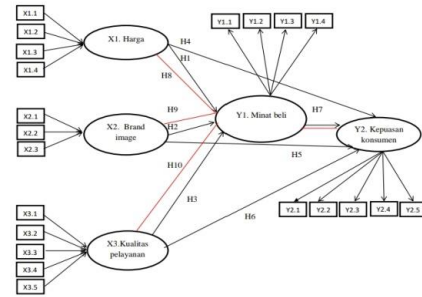 X1.1
X1.2
X1.3
X1.4
X1. Harga
H4
H1
H8
Y1.1
Y1.2
Y1.3
Y1.4
X2.1
X2.2
X2.3
X2. Brand
image
H9
H2
H10
Y1. Minat beli
H7
Y2. Kepuasan
konsumen
H5
H3
H6
X3.1
X3.2
X3.3
X3.4
X3.5
X3.Kualitas
pelayanan
Y2.1
Y2.2
Y2.3
Y2.4
Y2.5